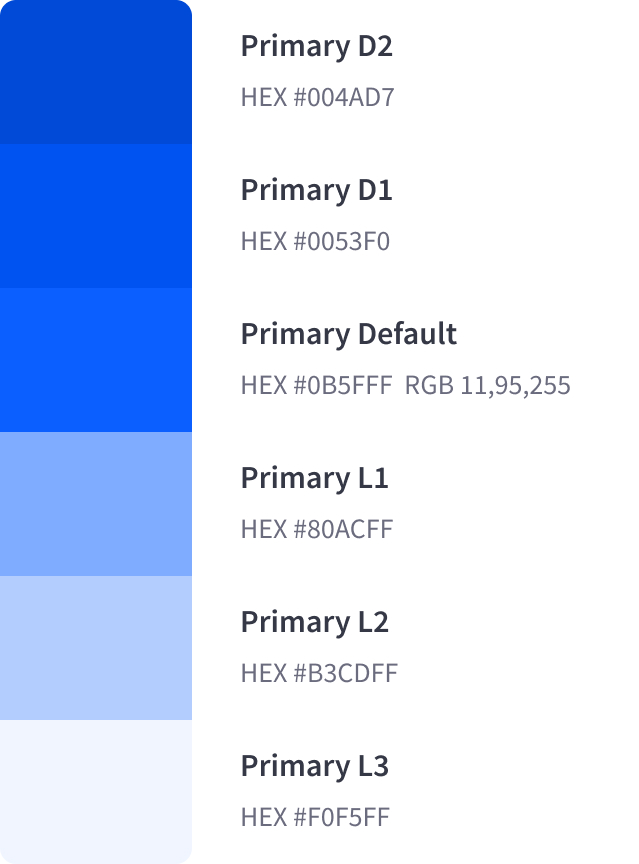 Primary D2
HEX #004AD7
Primary D1
HEX #0053F0
Primary Default
HEX #0B5FFF  RGB 11,95,255
Primary L1
HEX #80ACFF
Primary L2
HEX #B3CDFF
Primary L3
HEX #F0F5FF